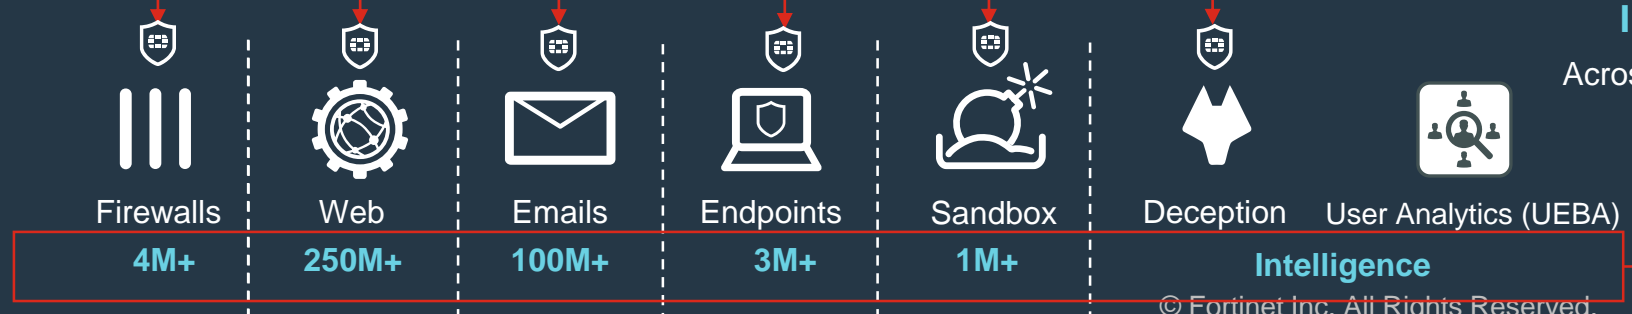 Acros
Firewalls Web Emails Endpoints Sandbox Deception User Analytics (UEBA)
4M+ 250M+ 100M+ 3M+ 1M+ Intelligence
© Fortinet Inc. All Rights Reserved.